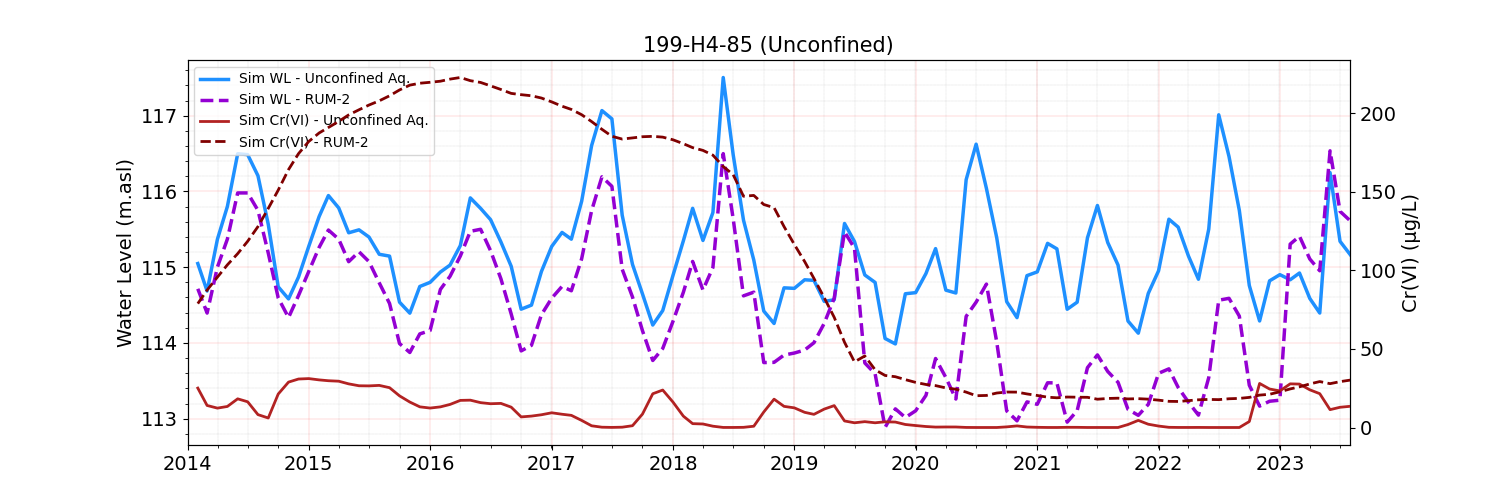 199-H4-85 (Unconfined)
Sim WL - Unconfined Aq.
Sim WL - RUM-2
Sim Cr(VI) - Unconfined Aq.
Sim Cr(VI) - RUM-2
Water Level (m.asl)
117
116
115
114
113
Cr(VI) (µg/L)
200
150
100
50
0
2014 2015 2016 2017 2018 2019 2020 2021 2022 2023